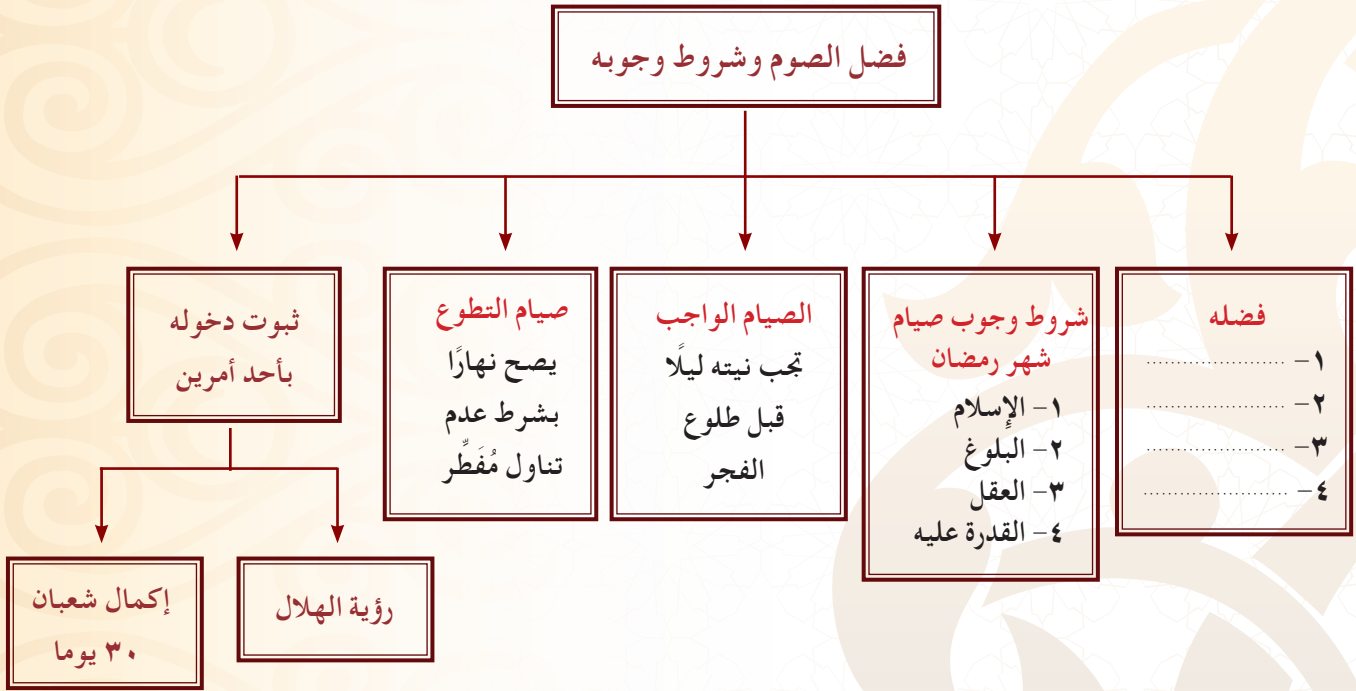 فضل الصوم وشروط وجوبه
فضله
١- ......................
٢- ......................
٣- ......................
٤- ......................
شروط وجوب صيام
شهر رمضان
١- الإِسلام
٢- البلوغ
٣- العقل
٤- القدرة عليه
الصيام الواجب
تجب نيته ليلًا
قبل طلوع
الفجر
صيام التطوع
يصح نهارًا
بشرط عدم
تناول مُفَطِّر
ثبوت دخوله
بأحد أمرين
رؤية الهلال
إكمال شعبان
٣٠ يوما